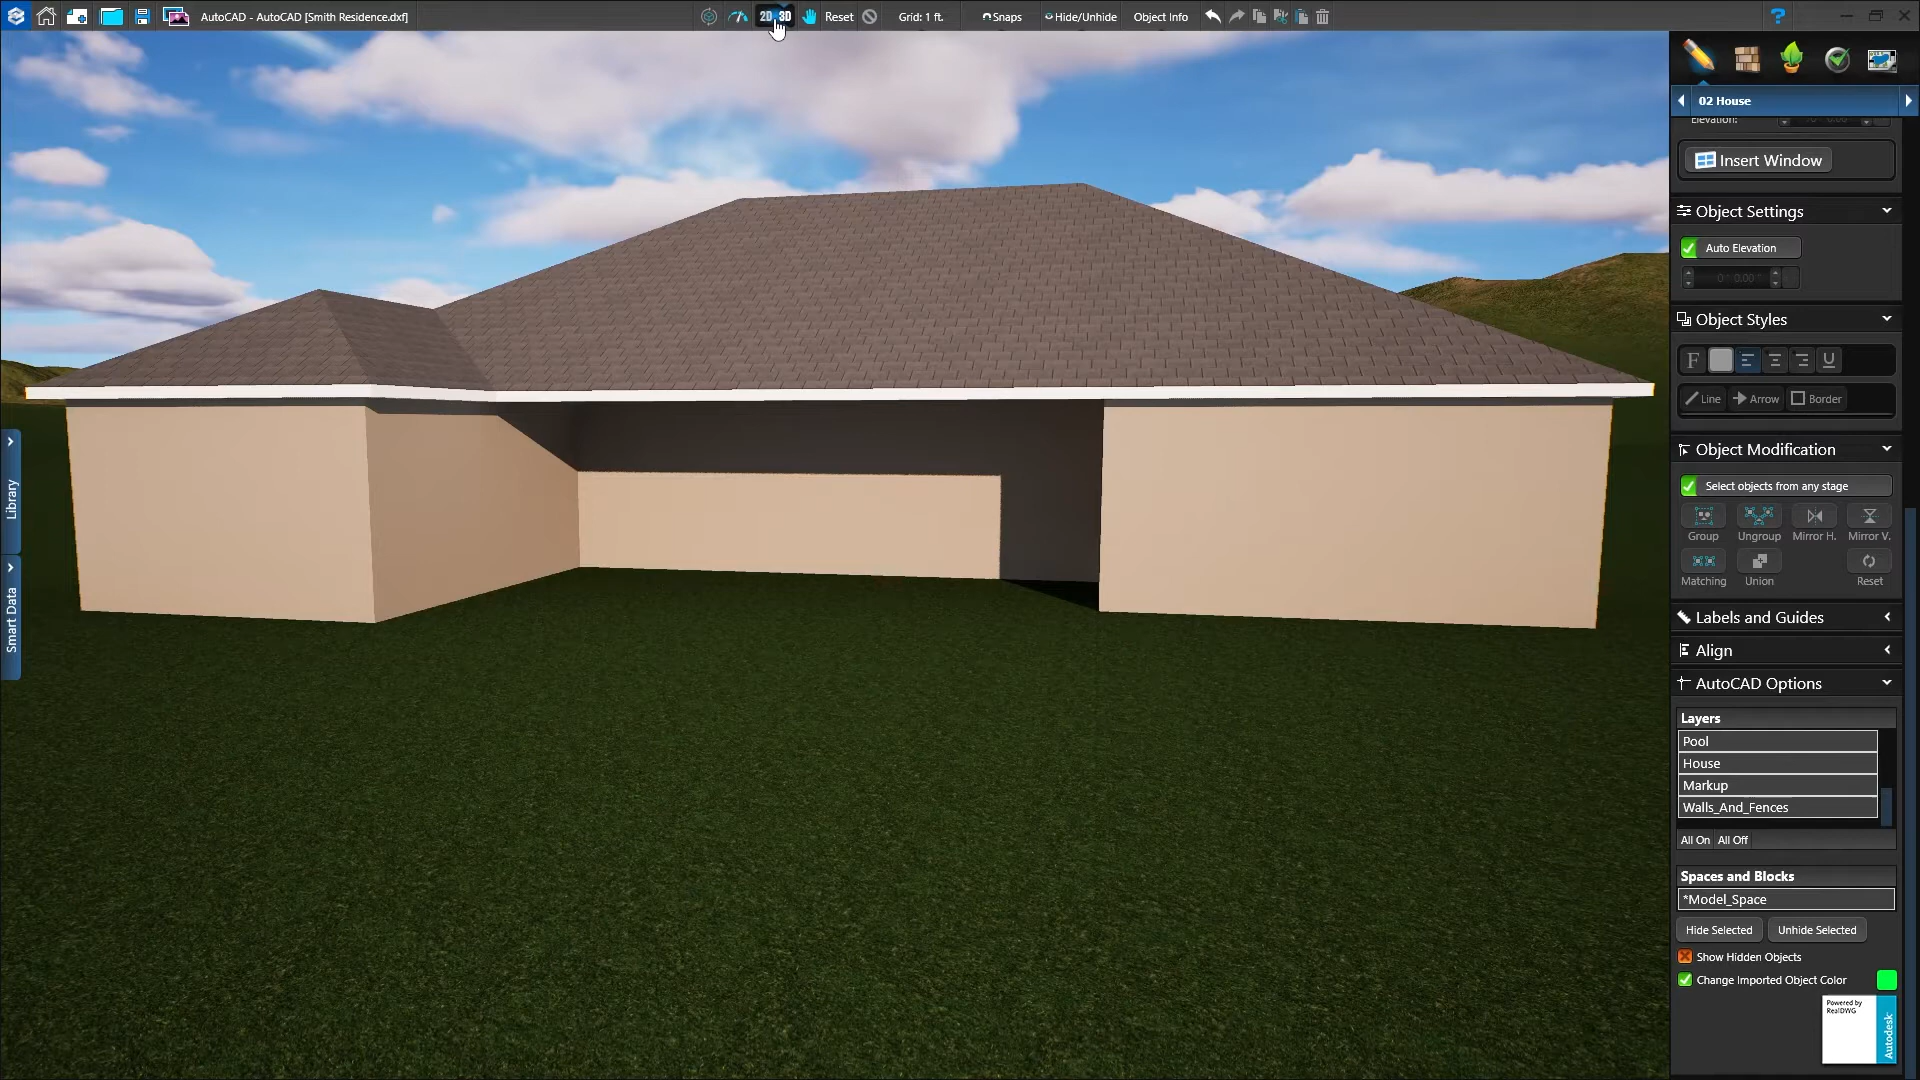 AutoCAD - AutoCAD [Smith Residence.dxf]
2D 3D
Reset
Grid: 1 ft.
Snaps
Hide/Unhide
Object Info
?
02 House
Elevation:
Insert Window
Object Settings
Auto Elevation
Object Styles
F
U
Line
Arrow
Border
Object Modification
Select objects from any stage
Group
Ungroup
Mirror H.
Mirror V.
Matching
Union
Reset
Labels and Guides
Align
AutoCAD Options
Layers
Pool
House
Markup
Walls_And_Fences
All On
All Off
Spaces and Blocks
*Model_Space
Hide Selected
Unhide Selected
Show Hidden Objects
Change Imported Object Color
Powered by
RealDWG
Autodesk
Library
Smart Data